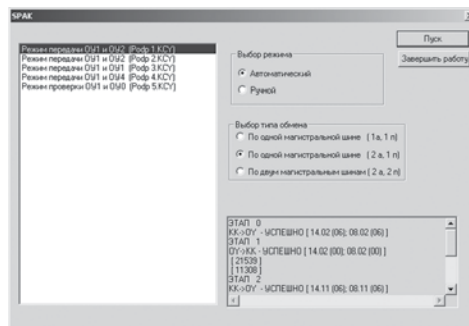 SPAK
Режим передачи ОУ1 и ОУ2 (Podp 1.KCY)
Режим передачи ОУ1 и ОУ2 (Podp 2.KCY)
Режим передачи ОУ1 и ОУ1 (Podp 3.KCY)
Режим передачи ОУ1 и ОУ4 (Podp 4.KCY)
Режим проверки ОУ1 и ОУ0 (Podp 5.KCY)
Выбор режима
Автоматический
Ручной
Пуск
Завершить работу
Выбор типа обмена
По одной магистральной шине ( 1а, 1 п)
По одной магистральной шине ( 2 а, 1 п)
По двум магистральным шинам ( 2 а, 2 п)
ЭТАП 0
КК->ОУ - УСПЕШНО [ 14.02 (06); 08.02 (06) ]
ЭТАП 1
ОУ->КК - УСПЕШНО [ 14.02 (00); 08.02 (00) ]
[ 21539 ]
[ 11308 ]
ЭТАП 2
КК->ОУ - УСПЕШНО [ 14.11 (06); 08.11 (06) ]